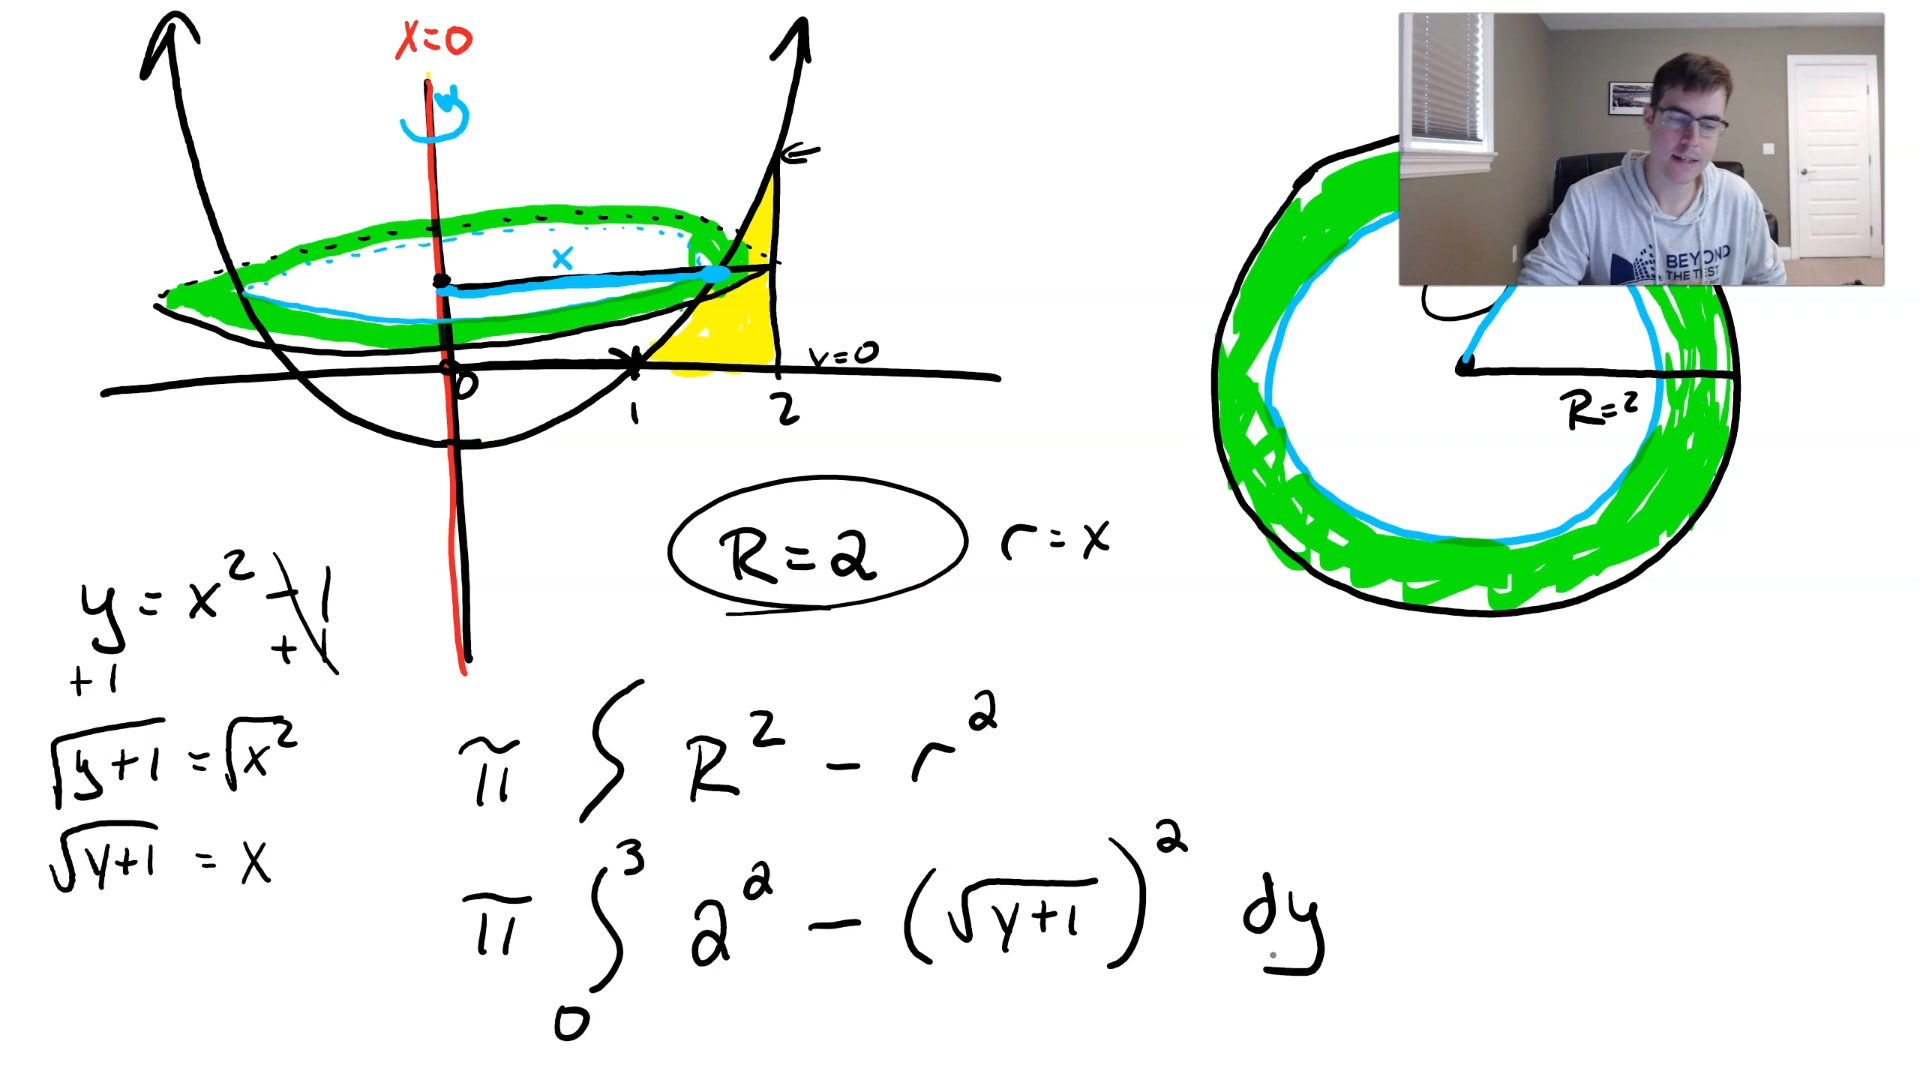 x=0
BEYOND
THE TEST
x
y=0
0
1
2
R=2
R=2
r=x
y = x² -1
+1 +1
√y+1 = √x²
√y+1 = x
π ∫ R² - r²
π ∫₀³ 2² - (√y+1)² dy